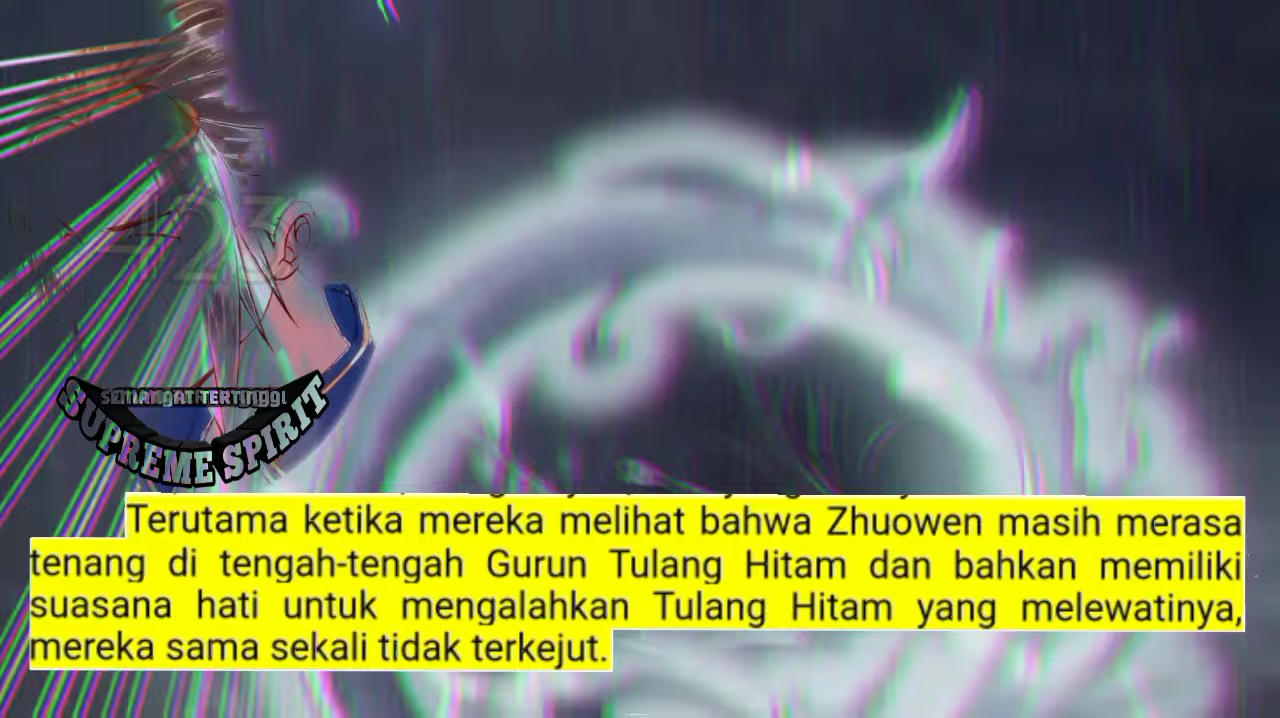 SEMANGAT TERTINGGI
SUPREME SPIRIT
Terutama ketika mereka melihat bahwa Zhuowen masih merasa
tenang di tengah-tengah Gurun Tulang Hitam dan bahkan memiliki
suasana hati untuk mengalahkan Tulang Hitam yang melewatinya,
mereka sama sekali tidak terkejut.